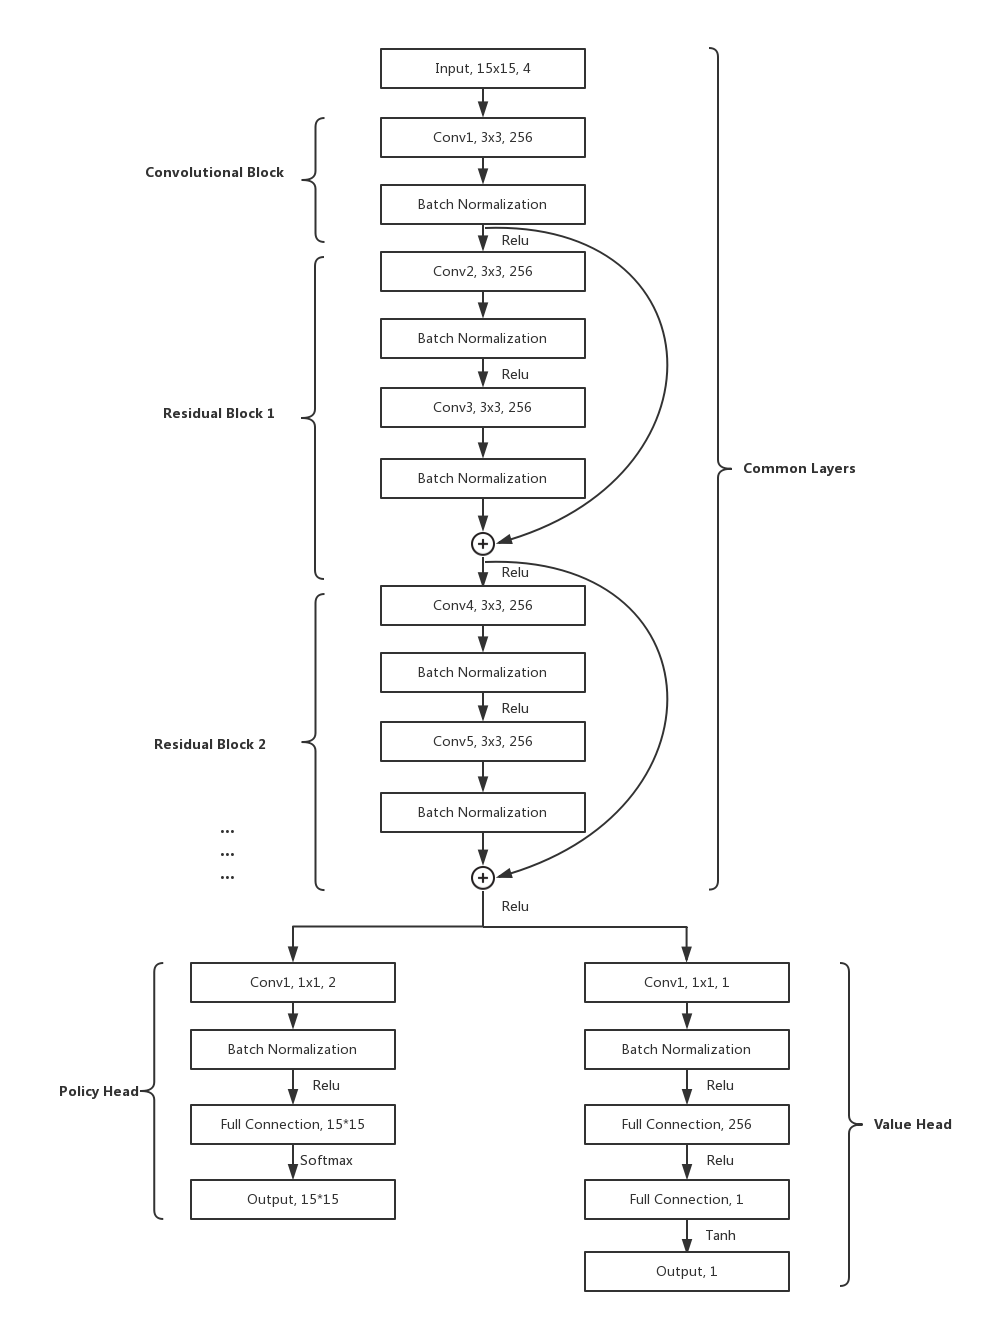 Input, 15x15, 4
Conv1, 3x3, 256
Convolutional Block
Batch Normalization
Relu
Conv2, 3x3, 256
Batch Normalization
Relu
Conv3, 3x3, 256
Residual Block 1
Common Layers
Batch Normalization
+
Relu
Conv4, 3x3, 256
Batch Normalization
Relu
Conv5, 3x3, 256
Residual Block 2
Batch Normalization
...
...
...
+
Relu
Conv1, 1x1, 2
Batch Normalization
Relu
Policy Head
Full Connection, 15*15
Softmax
Output, 15*15
Conv1, 1x1, 1
Batch Normalization
Relu
Full Connection, 256
Value Head
Relu
Full Connection, 1
Tanh
Output, 1